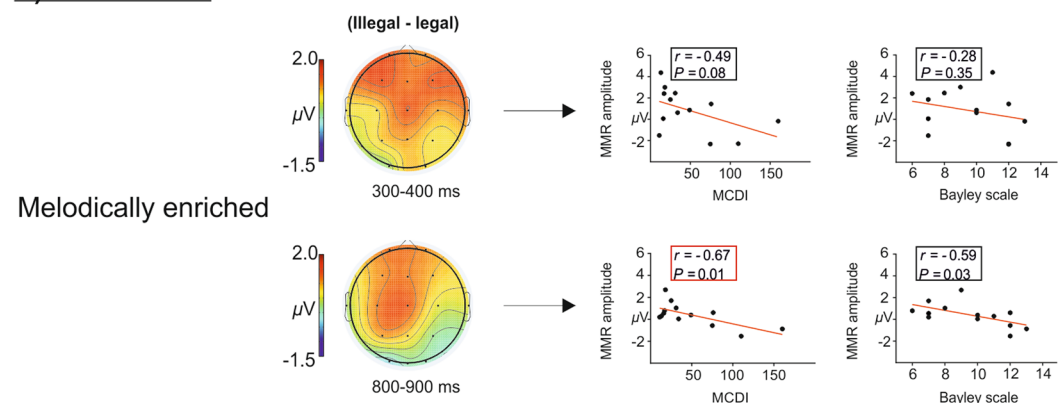 (Illegal - legal)
2.0
µV
-1.5
300-400 ms
6
4
2
µV
-2
MMR amplitude
r = - 0.49
P = 0.08
50 100 150
MCDI
6
4
2
µV
-2
MMR amplitude
r = - 0.28
P = 0.35
6 8 10 12 14
Bayley scale
Melodically enriched
2.0
µV
-1.5
800-900 ms
6
4
2
µV
-2
MMR amplitude
r = - 0.67
P = 0.01
50 100 150
MCDI
6
4
2
µV
-2
MMR amplitude
r = - 0.59
P = 0.03
6 8 10 12 14
Bayley scale